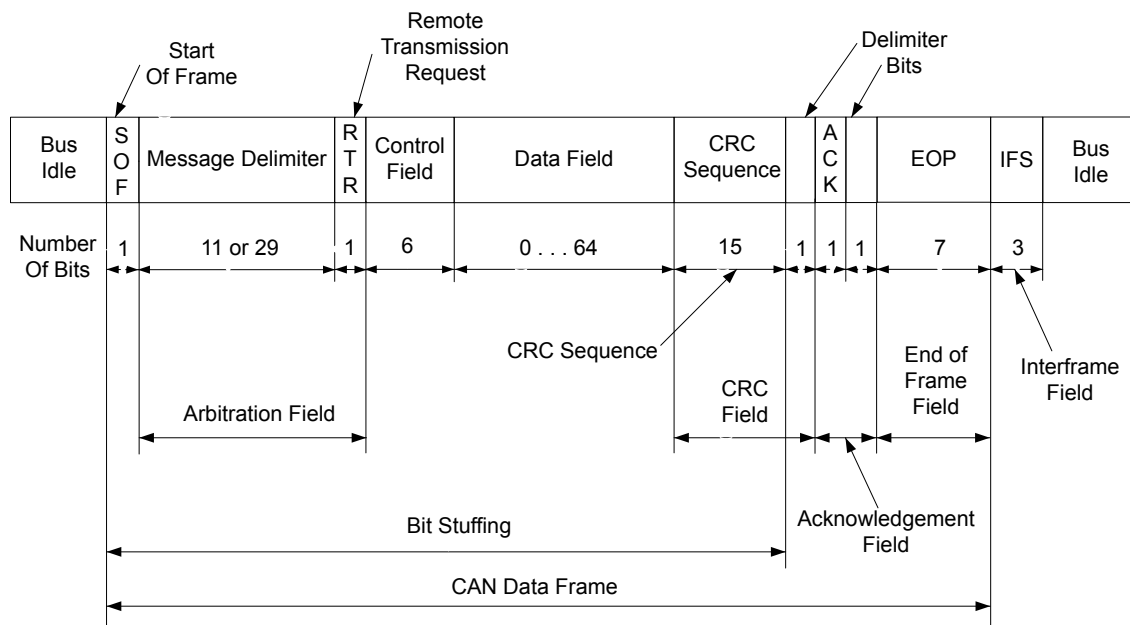 Start
Of Frame
Remote
Transmission
Request
Delimiter
Bits
Bus
Idle
S
O
F
Message Delimiter
R
T
R
Control
Field
Data Field
CRC
Sequence
A
C
K
EOP
IFS
Bus
Idle
Number
Of Bits
1
11 or 29
1
6
0 . . . 64
15
1
1
1
7
3
CRC Sequence
End of
Frame
Field
Interframe
Field
Arbitration Field
CRC
Field
Acknowledgement
Field
Bit Stuffing
CAN Data Frame